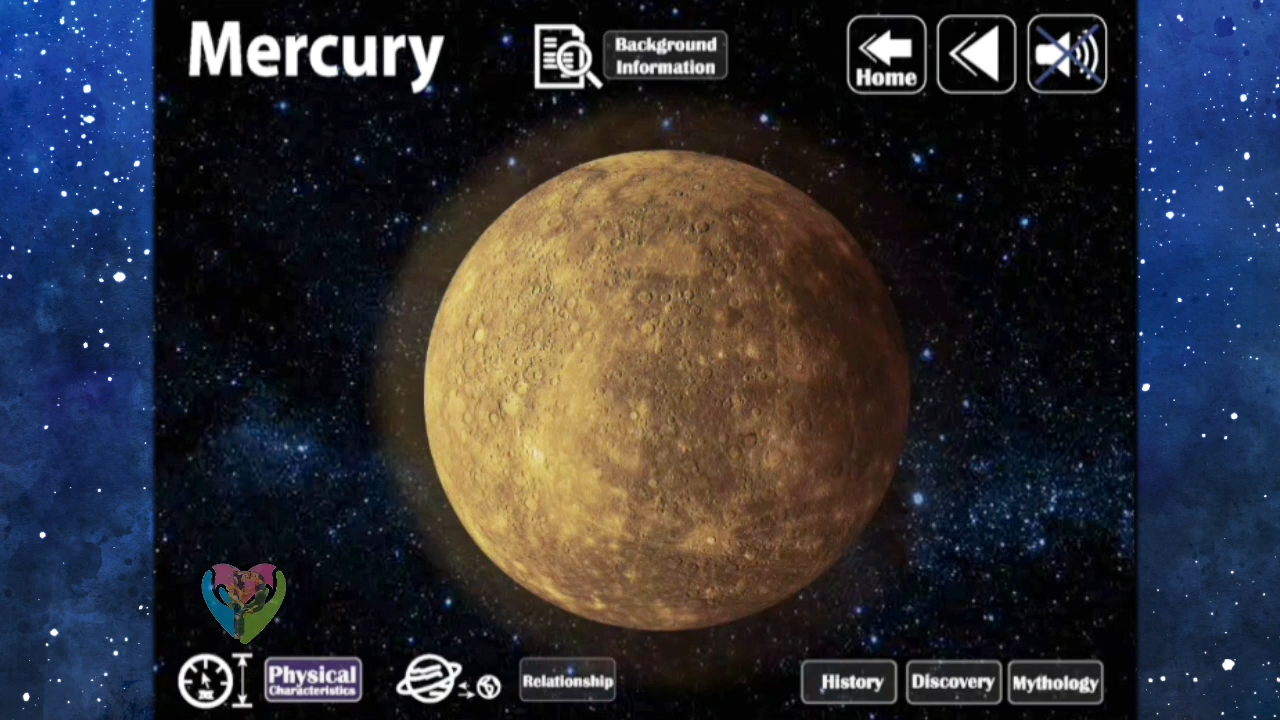 Mercury
Background
Information
Home
Physical
Characteristics
Relationship
History
Discovery
Mythology